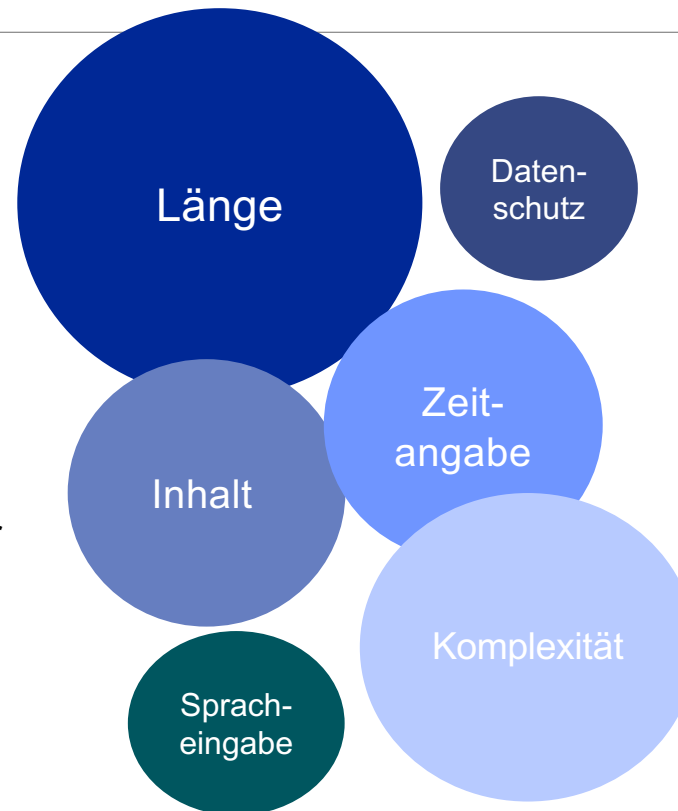 Länge
Daten-
schutz
Zeit-
angabe
Inhalt
Komplexität
Sprach-
eingabe